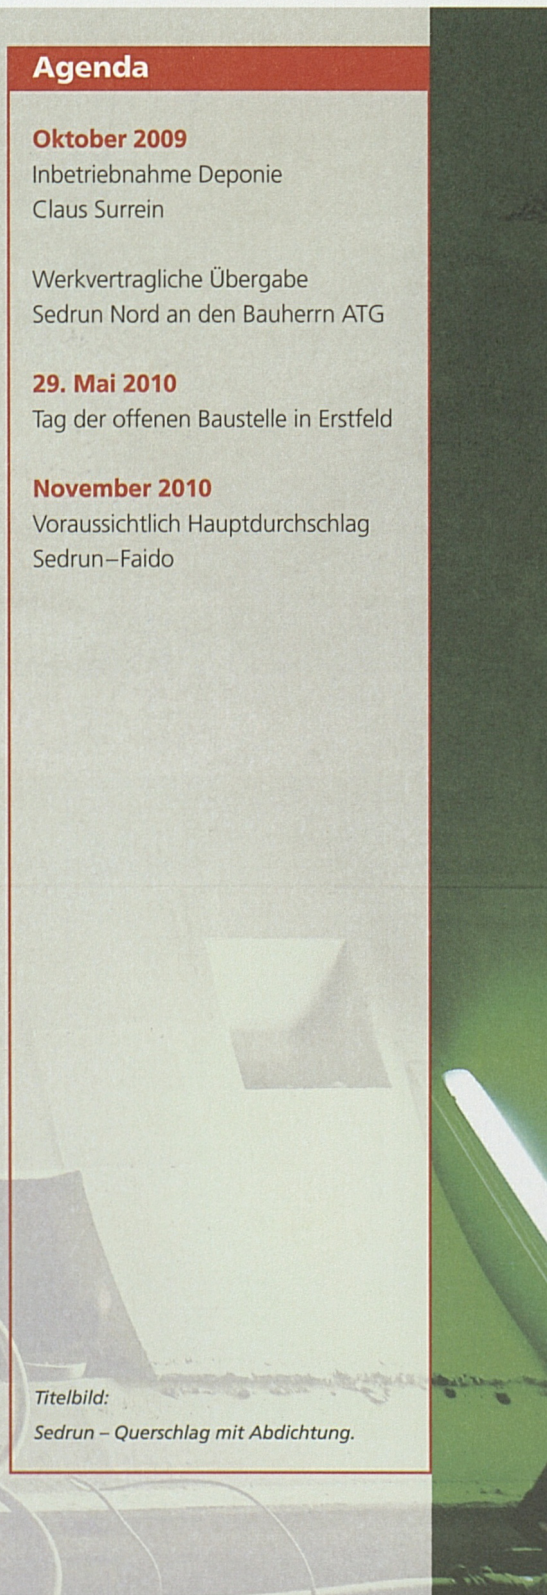 Agenda
Oktober 2009
Inbetriebnahme Deponie
Claus Surrein
Werkvertragliche Übergabe
Sedrun Nord an den Bauherrn ATG
29. Mai 2010
Tag der offenen Baustelle in Erstfeld
November 2010
Voraussichtlich Hauptdurchschlag
Sedrun–Faido
Titelbild:
Sedrun – Querschlag mit Abdichtung.